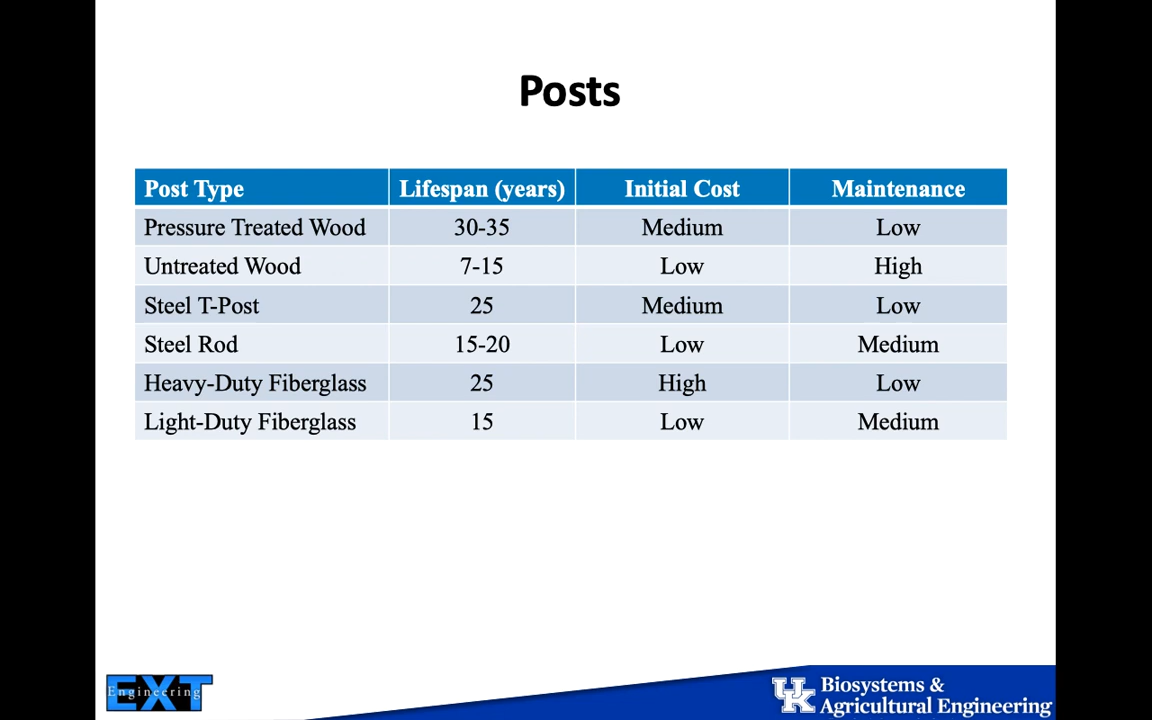 Posts
Post Type Lifespan (years) Initial Cost Maintenance
Pressure Treated Wood 30-35 Medium Low
Untreated Wood 7-15 Low High
Steel T-Post 25 Medium Low
Steel Rod 15-20 Low Medium
Heavy-Duty Fiberglass 25 High Low
Light-Duty Fiberglass 15 Low Medium
EXT
Engineering
UK
Biosystems &
Agricultural Engineering